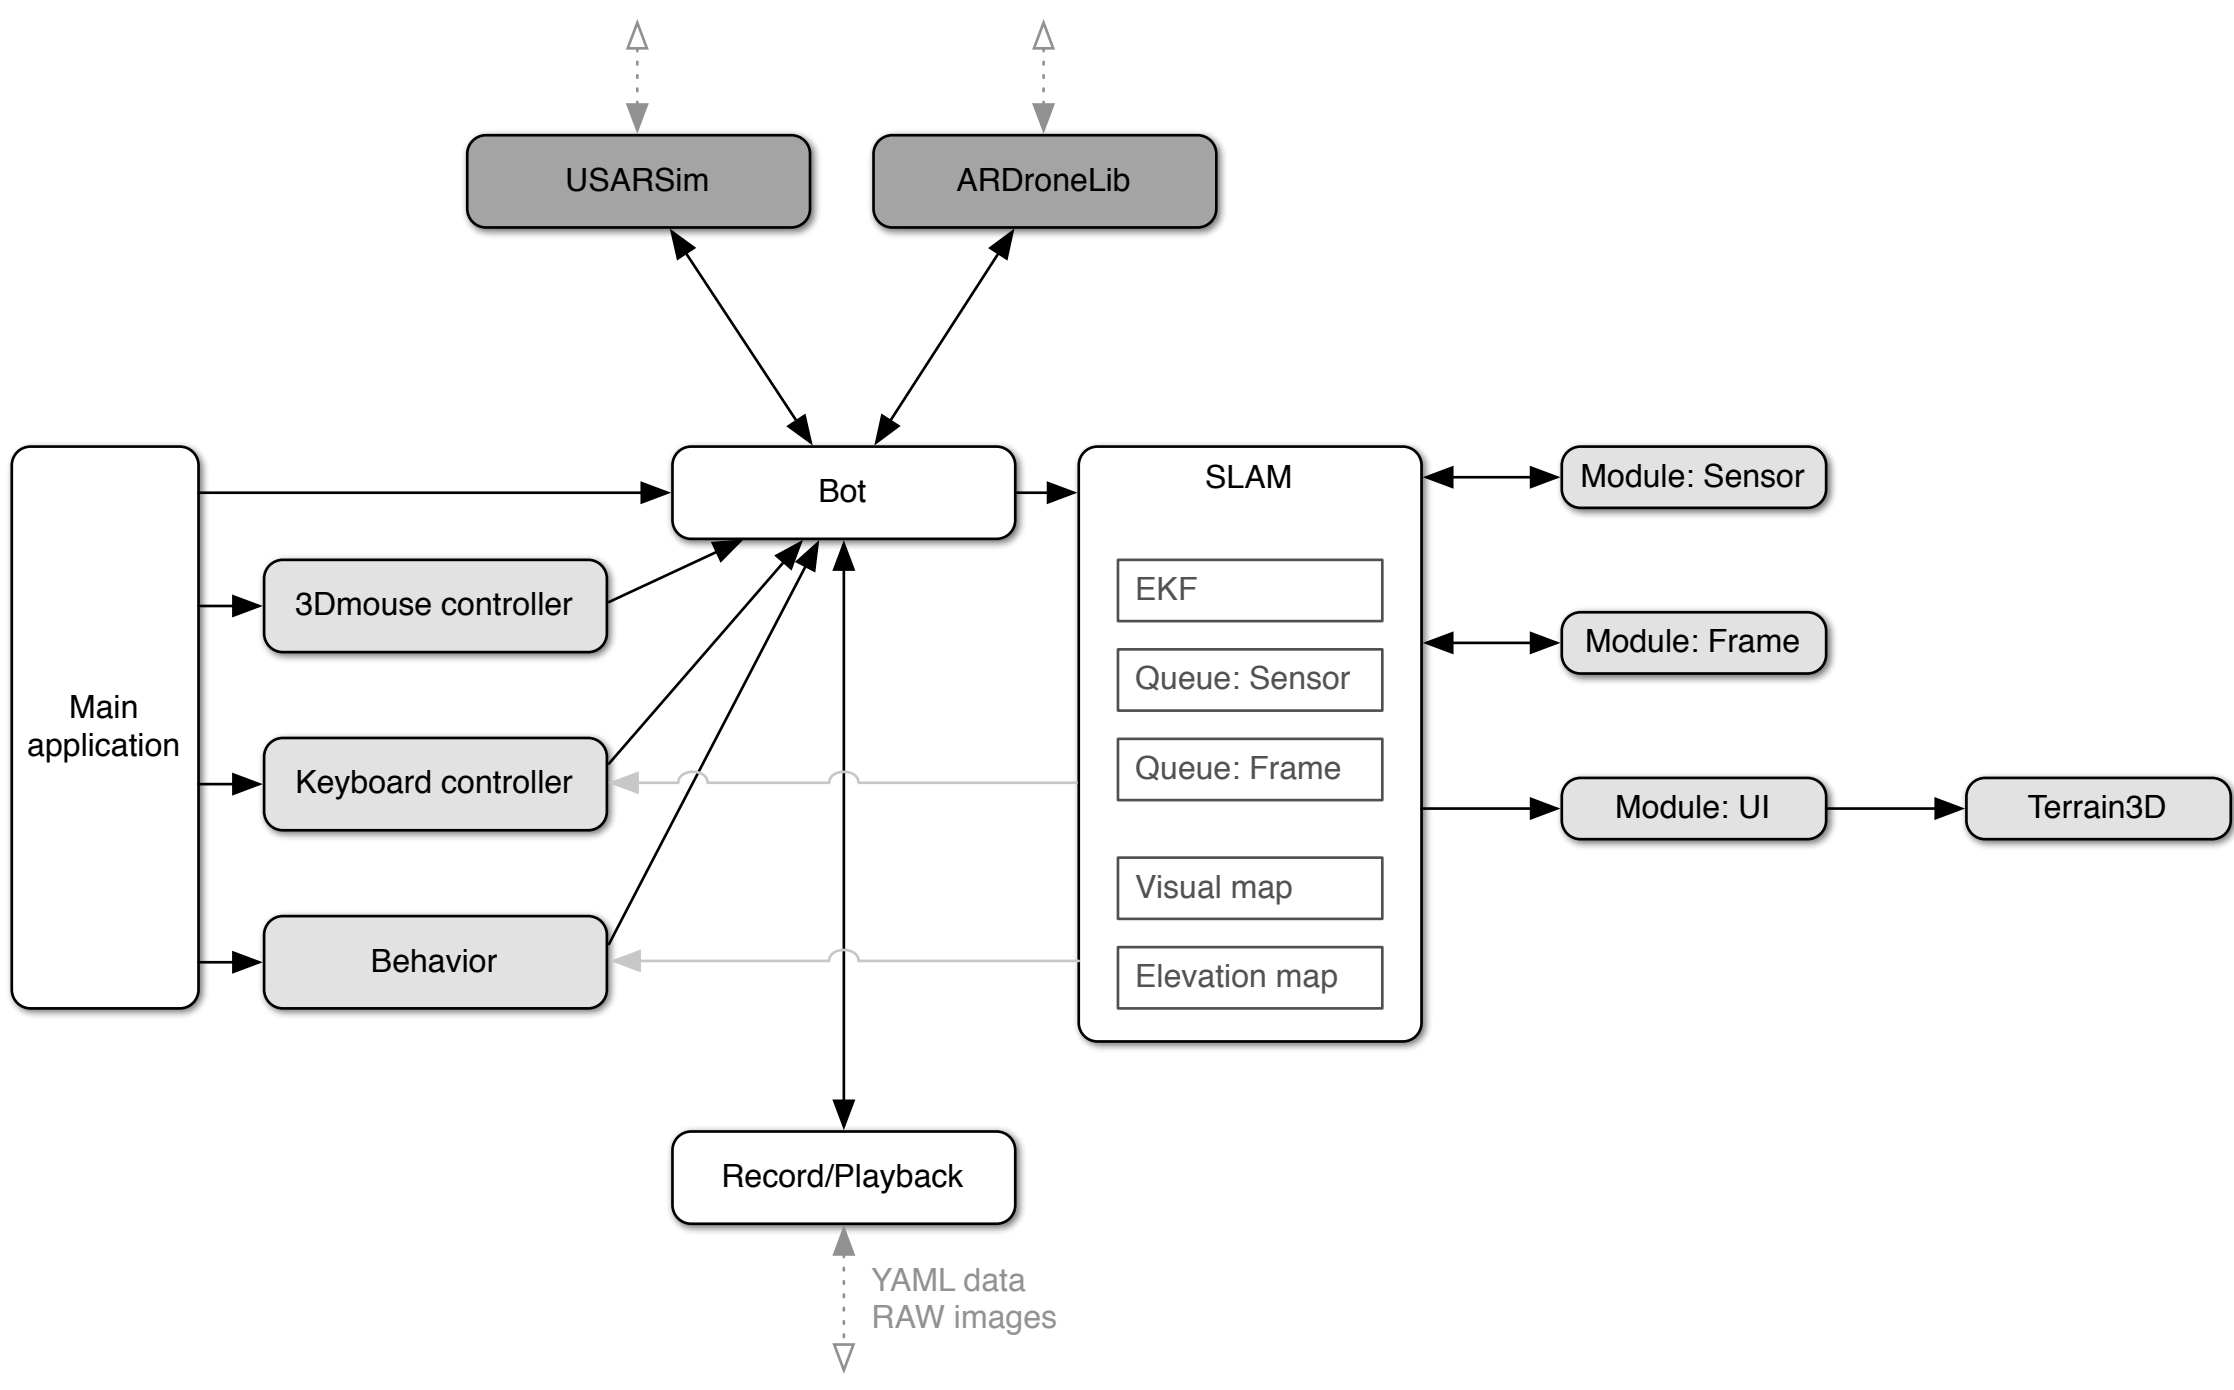 USARSim
ARDroneLib
Main
application
Bot
3Dmouse controller
Keyboard controller
Behavior
SLAM
EKF
Queue: Sensor
Queue: Frame
Visual map
Elevation map
Module: Sensor
Module: Frame
Module: UI
Terrain3D
Record/Playback
YAML data
RAW images